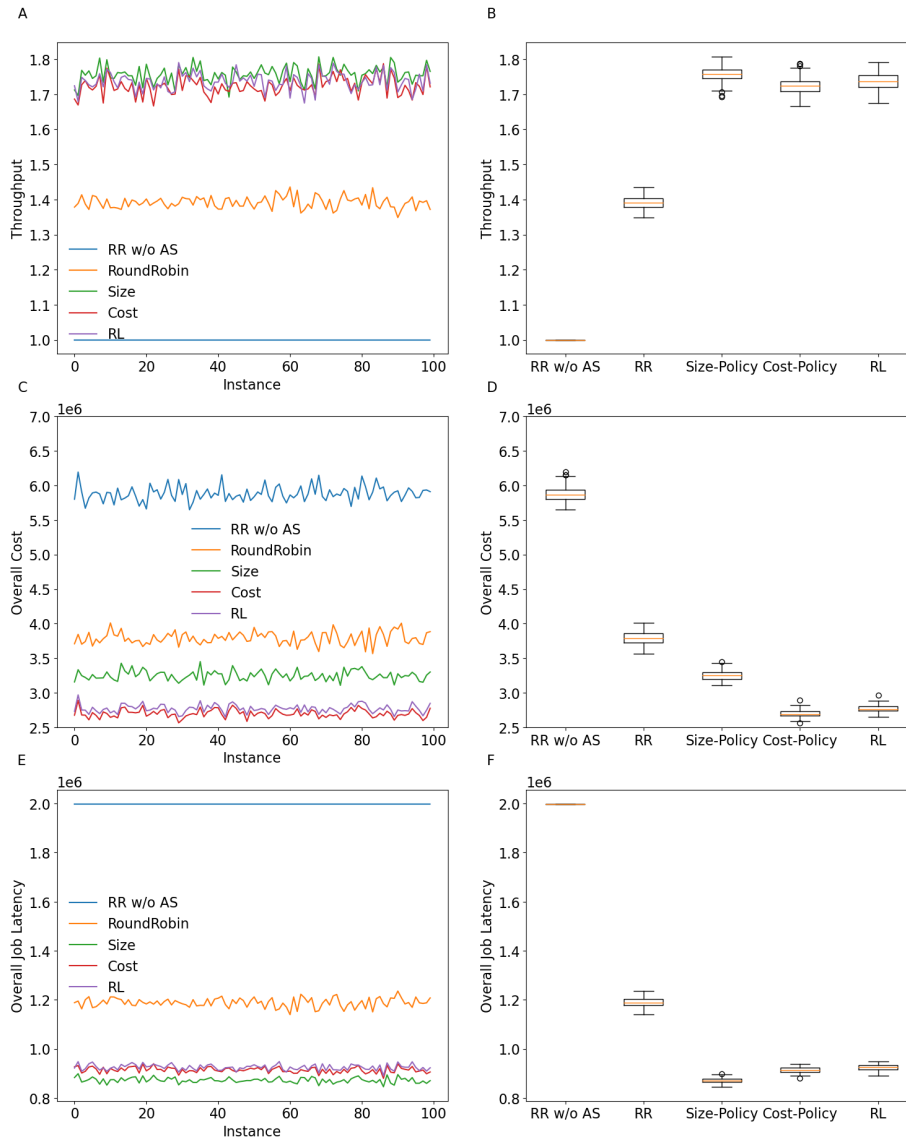 A
Throughput
1.8
1.7
1.6
1.5
1.4
1.3
1.2
1.1
1.0
RR w/o AS
RoundRobin
Size
Cost
RL
0 20 40 60 80 100
Instance
B
Throughput
1.8
1.7
1.6
1.5
1.4
1.3
1.2
1.1
1.0
RR w/o AS RR Size-Policy Cost-Policy RL
C
1e6
Overall Cost
7.0
6.5
6.0
5.5
5.0
4.5
4.0
3.5
3.0
2.5
RR w/o AS
RoundRobin
Size
Cost
RL
0 20 40 60 80 100
Instance
D
1e6
Overall Cost
7.0
6.5
6.0
5.5
5.0
4.5
4.0
3.5
3.0
2.5
RR w/o AS RR Size-Policy Cost-Policy RL
E
1e6
Overall Job Latency
2.0
1.8
1.6
1.4
1.2
1.0
0.8
RR w/o AS
RoundRobin
Size
Cost
RL
0 20 40 60 80 100
Instance
F
1e6
Overall Job Latency
2.0
1.8
1.6
1.4
1.2
1.0
0.8
RR w/o AS RR Size-Policy Cost-Policy RL